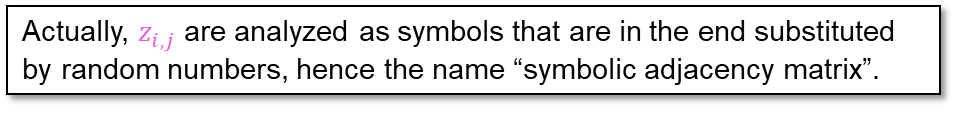 Actually, z_{i,j} are analyzed as symbols that are in the end substituted
by random numbers, hence the name “symbolic adjacency matrix”.